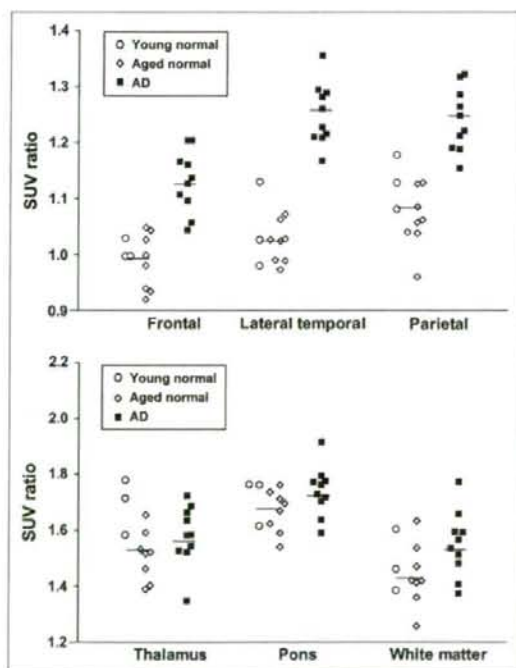 1.4
Young normal
Aged normal
AD
1.3
1.2
1.1
1.0
0.9
SUV ratio
Frontal Lateral temporal Parietal
2.2
Young normal
Aged normal
AD
2.0
1.8
1.6
1.4
1.2
SUV ratio
Thalamus Pons White matter